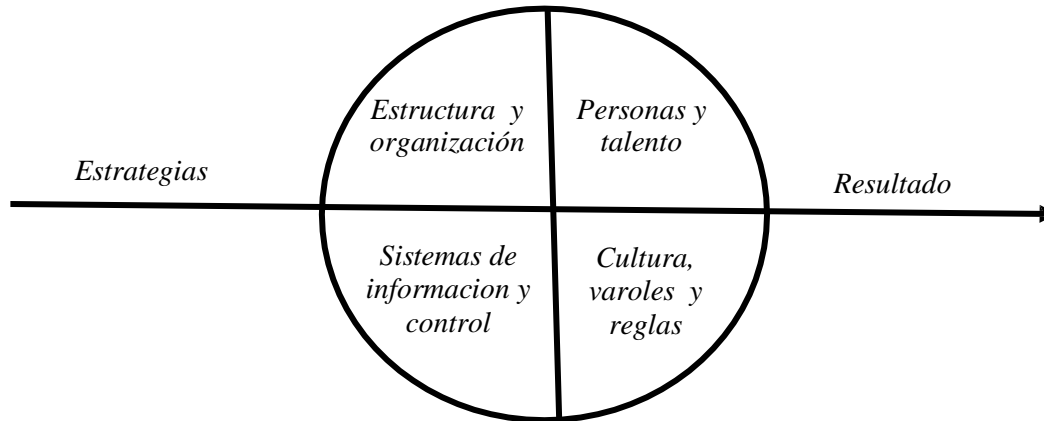 Estrategias
Estructura y
organización
Personas y
talento
Sistemas de
informacion y
control
Cultura,
varoles y
reglas
Resultado